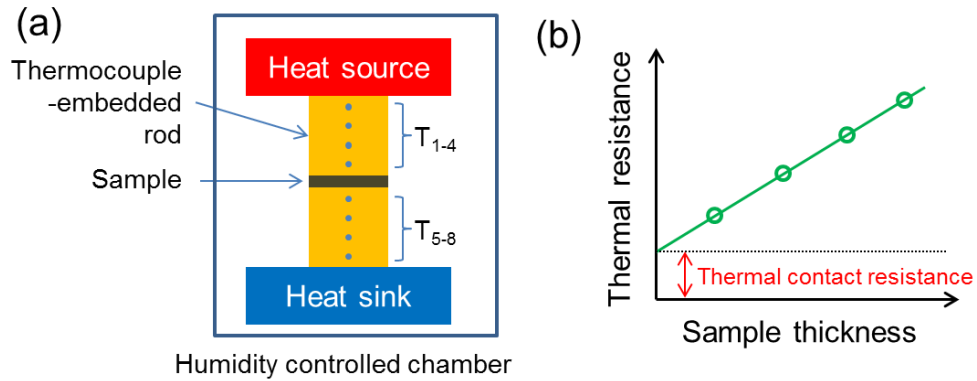 (a)
Heat source
Thermocouple
-embedded
rod
T1-4
Sample
T5-8
Heat sink
Humidity controlled chamber
(b)
Thermal resistance
Thermal contact resistance
Sample thickness